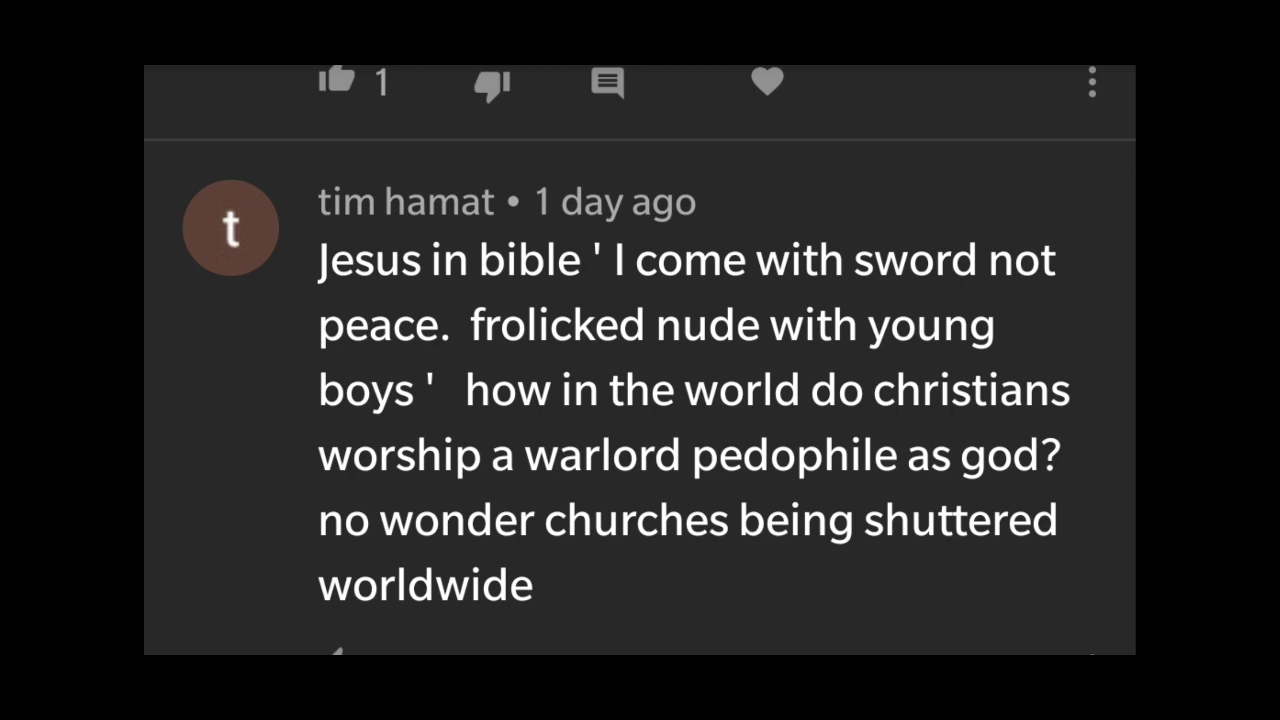 1
t
tim hamat • 1 day ago
Jesus in bible ' I come with sword not
peace.  frolicked nude with young
boys '   how in the world do christians
worship a warlord pedophile as god?
no wonder churches being shuttered
worldwide